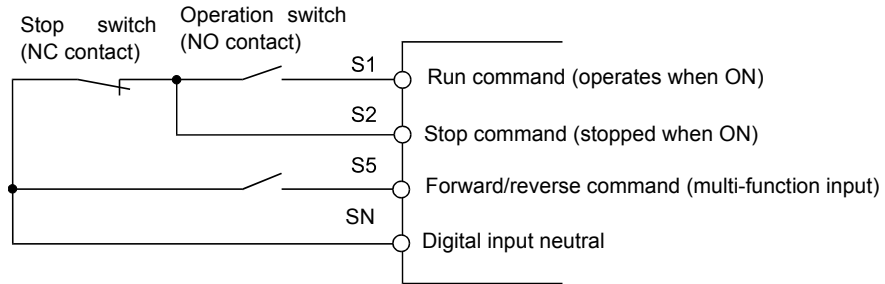 Stop switch
(NC contact)
Operation switch
(NO contact)
S1
Run command (operates when ON)
S2
Stop command (stopped when ON)
S5
Forward/reverse command (multi-function input)
SN
Digital input neutral